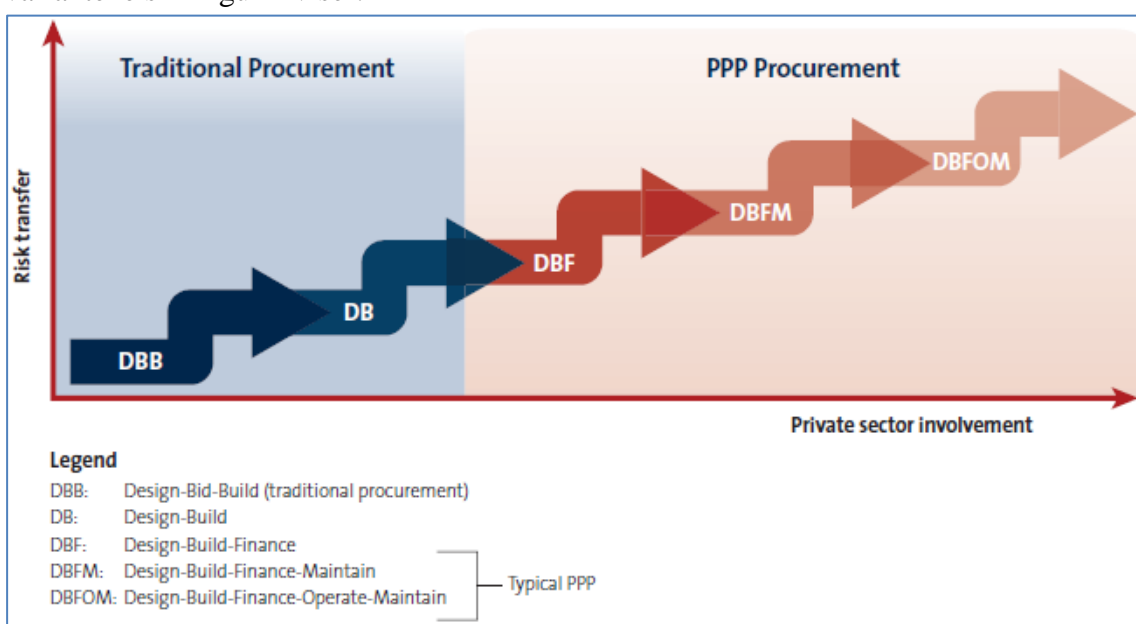 Traditional Procurement
PPP Procurement
Risk transfer
DBB
DB
DBF
DBFM
DBFOM
Private sector involvement
Legend
DBB: Design-Bid-Build (traditional procurement)
DB: Design-Build
DBF: Design-Build-Finance
DBFM: Design-Build-Finance-Maintain
DBFOM: Design-Build-Finance-Operate-Maintain
Typical PPP